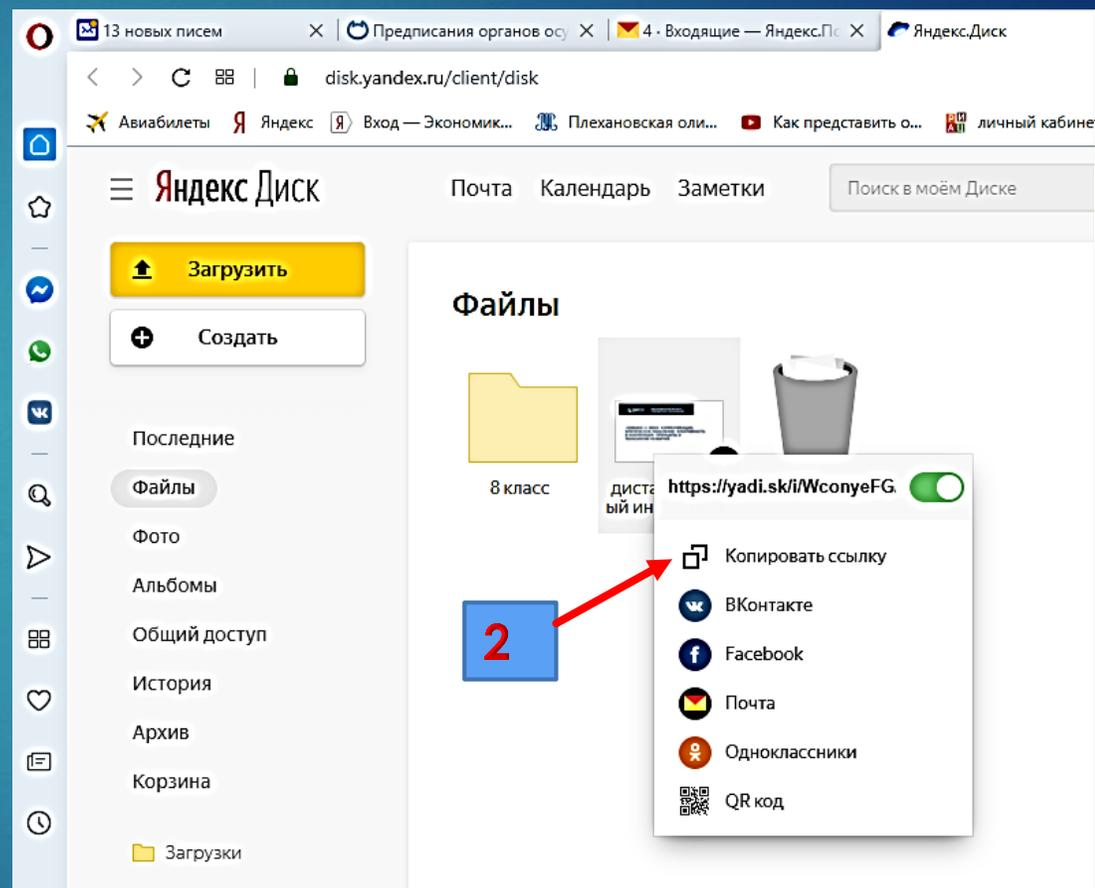 13 новых писем
Предписания органов осу
4 · Входящие — Яндекс.По
Яндекс.Диск
disk.yandex.ru/client/disk
Авиабилеты
Яндекс
Вход — Экономик...
Плехановская оли...
Как представить о...
личный кабинет
Яндекс Диск
Почта
Календарь
Заметки
Поиск в моём Диске
Загрузить
Создать
Последние
Файлы
Фото
Альбомы
Общий доступ
История
Архив
Корзина
Загрузки
Файлы
8 класс
диста
ый ин
https://yadi.sk/i/WconyeFG
Копировать ссылку
ВКонтакте
Facebook
Почта
Одноклассники
QR код
2